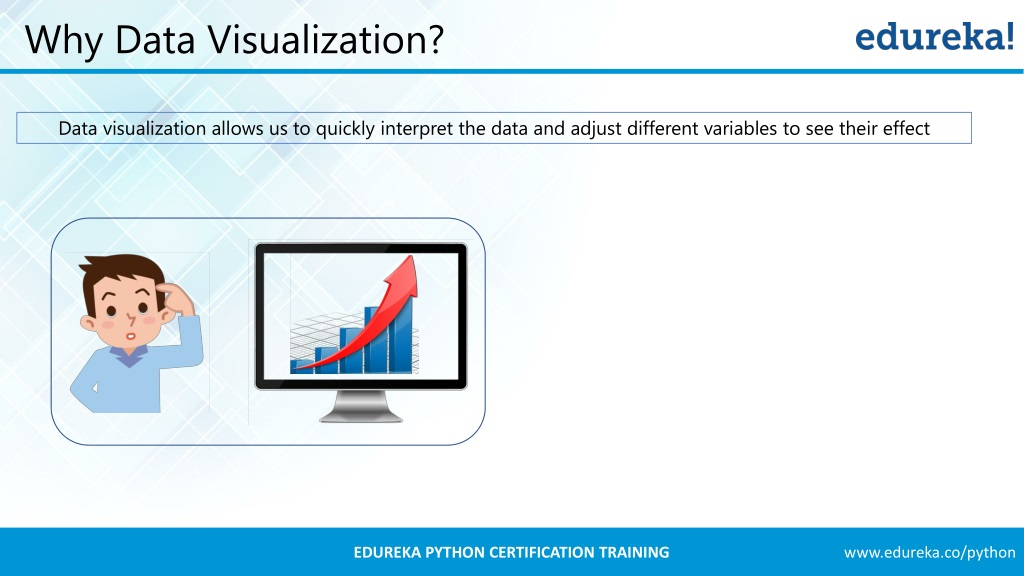 Why Data Visualization?
edureka!
Data visualization allows us to quickly interpret the data and adjust different variables to see their effect
EDUREKA PYTHON CERTIFICATION TRAINING
www.edureka.co/python